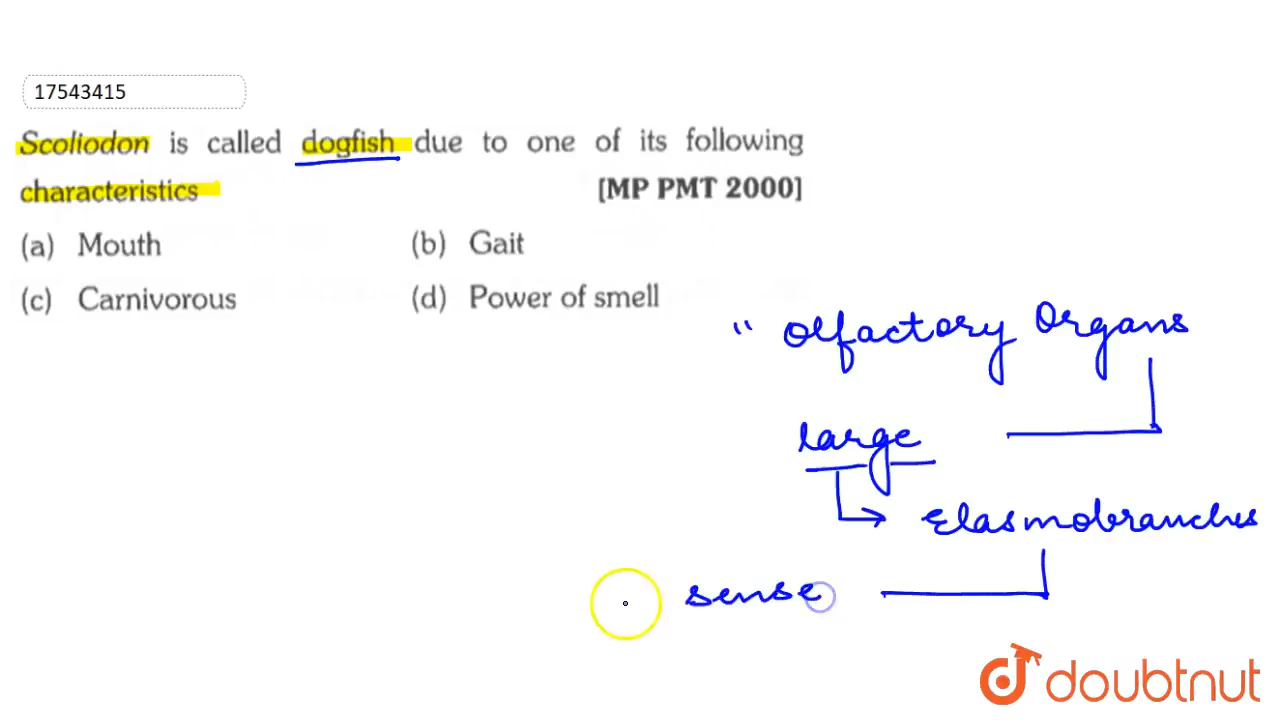 17543415
Scoliodon is called dogfish due to one of its following
characteristics [MP PMT 2000]
(a) Mouth (b) Gait
(c) Carnivorous (d) Power of smell
" Olfactory Organs
large
Elasmobranchus
sense
doubtnut